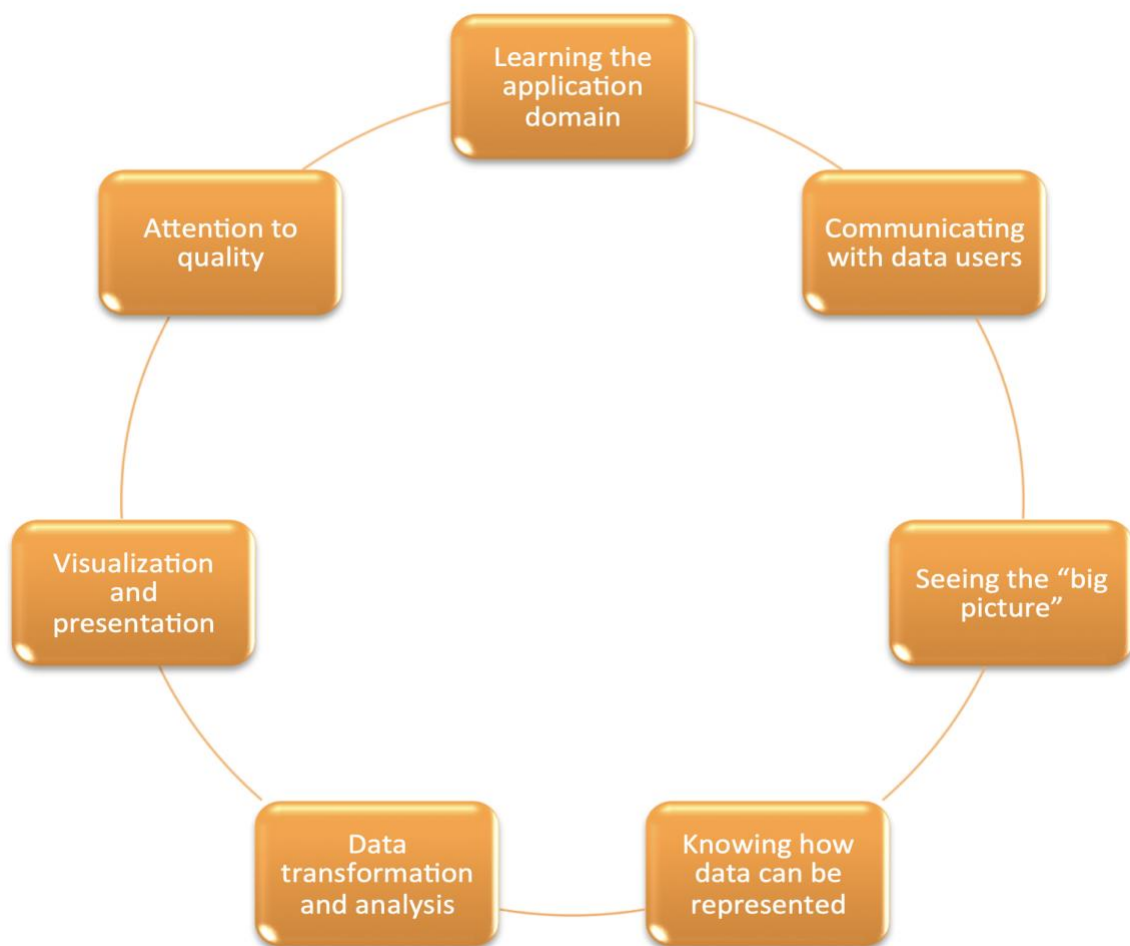 Learning the
application
domain
Communicating
with data users
Seeing the “big
picture”
Knowing how
data can be
represented
Data
transformation
and analysis
Visualization
and
presentation
Attention to
quality